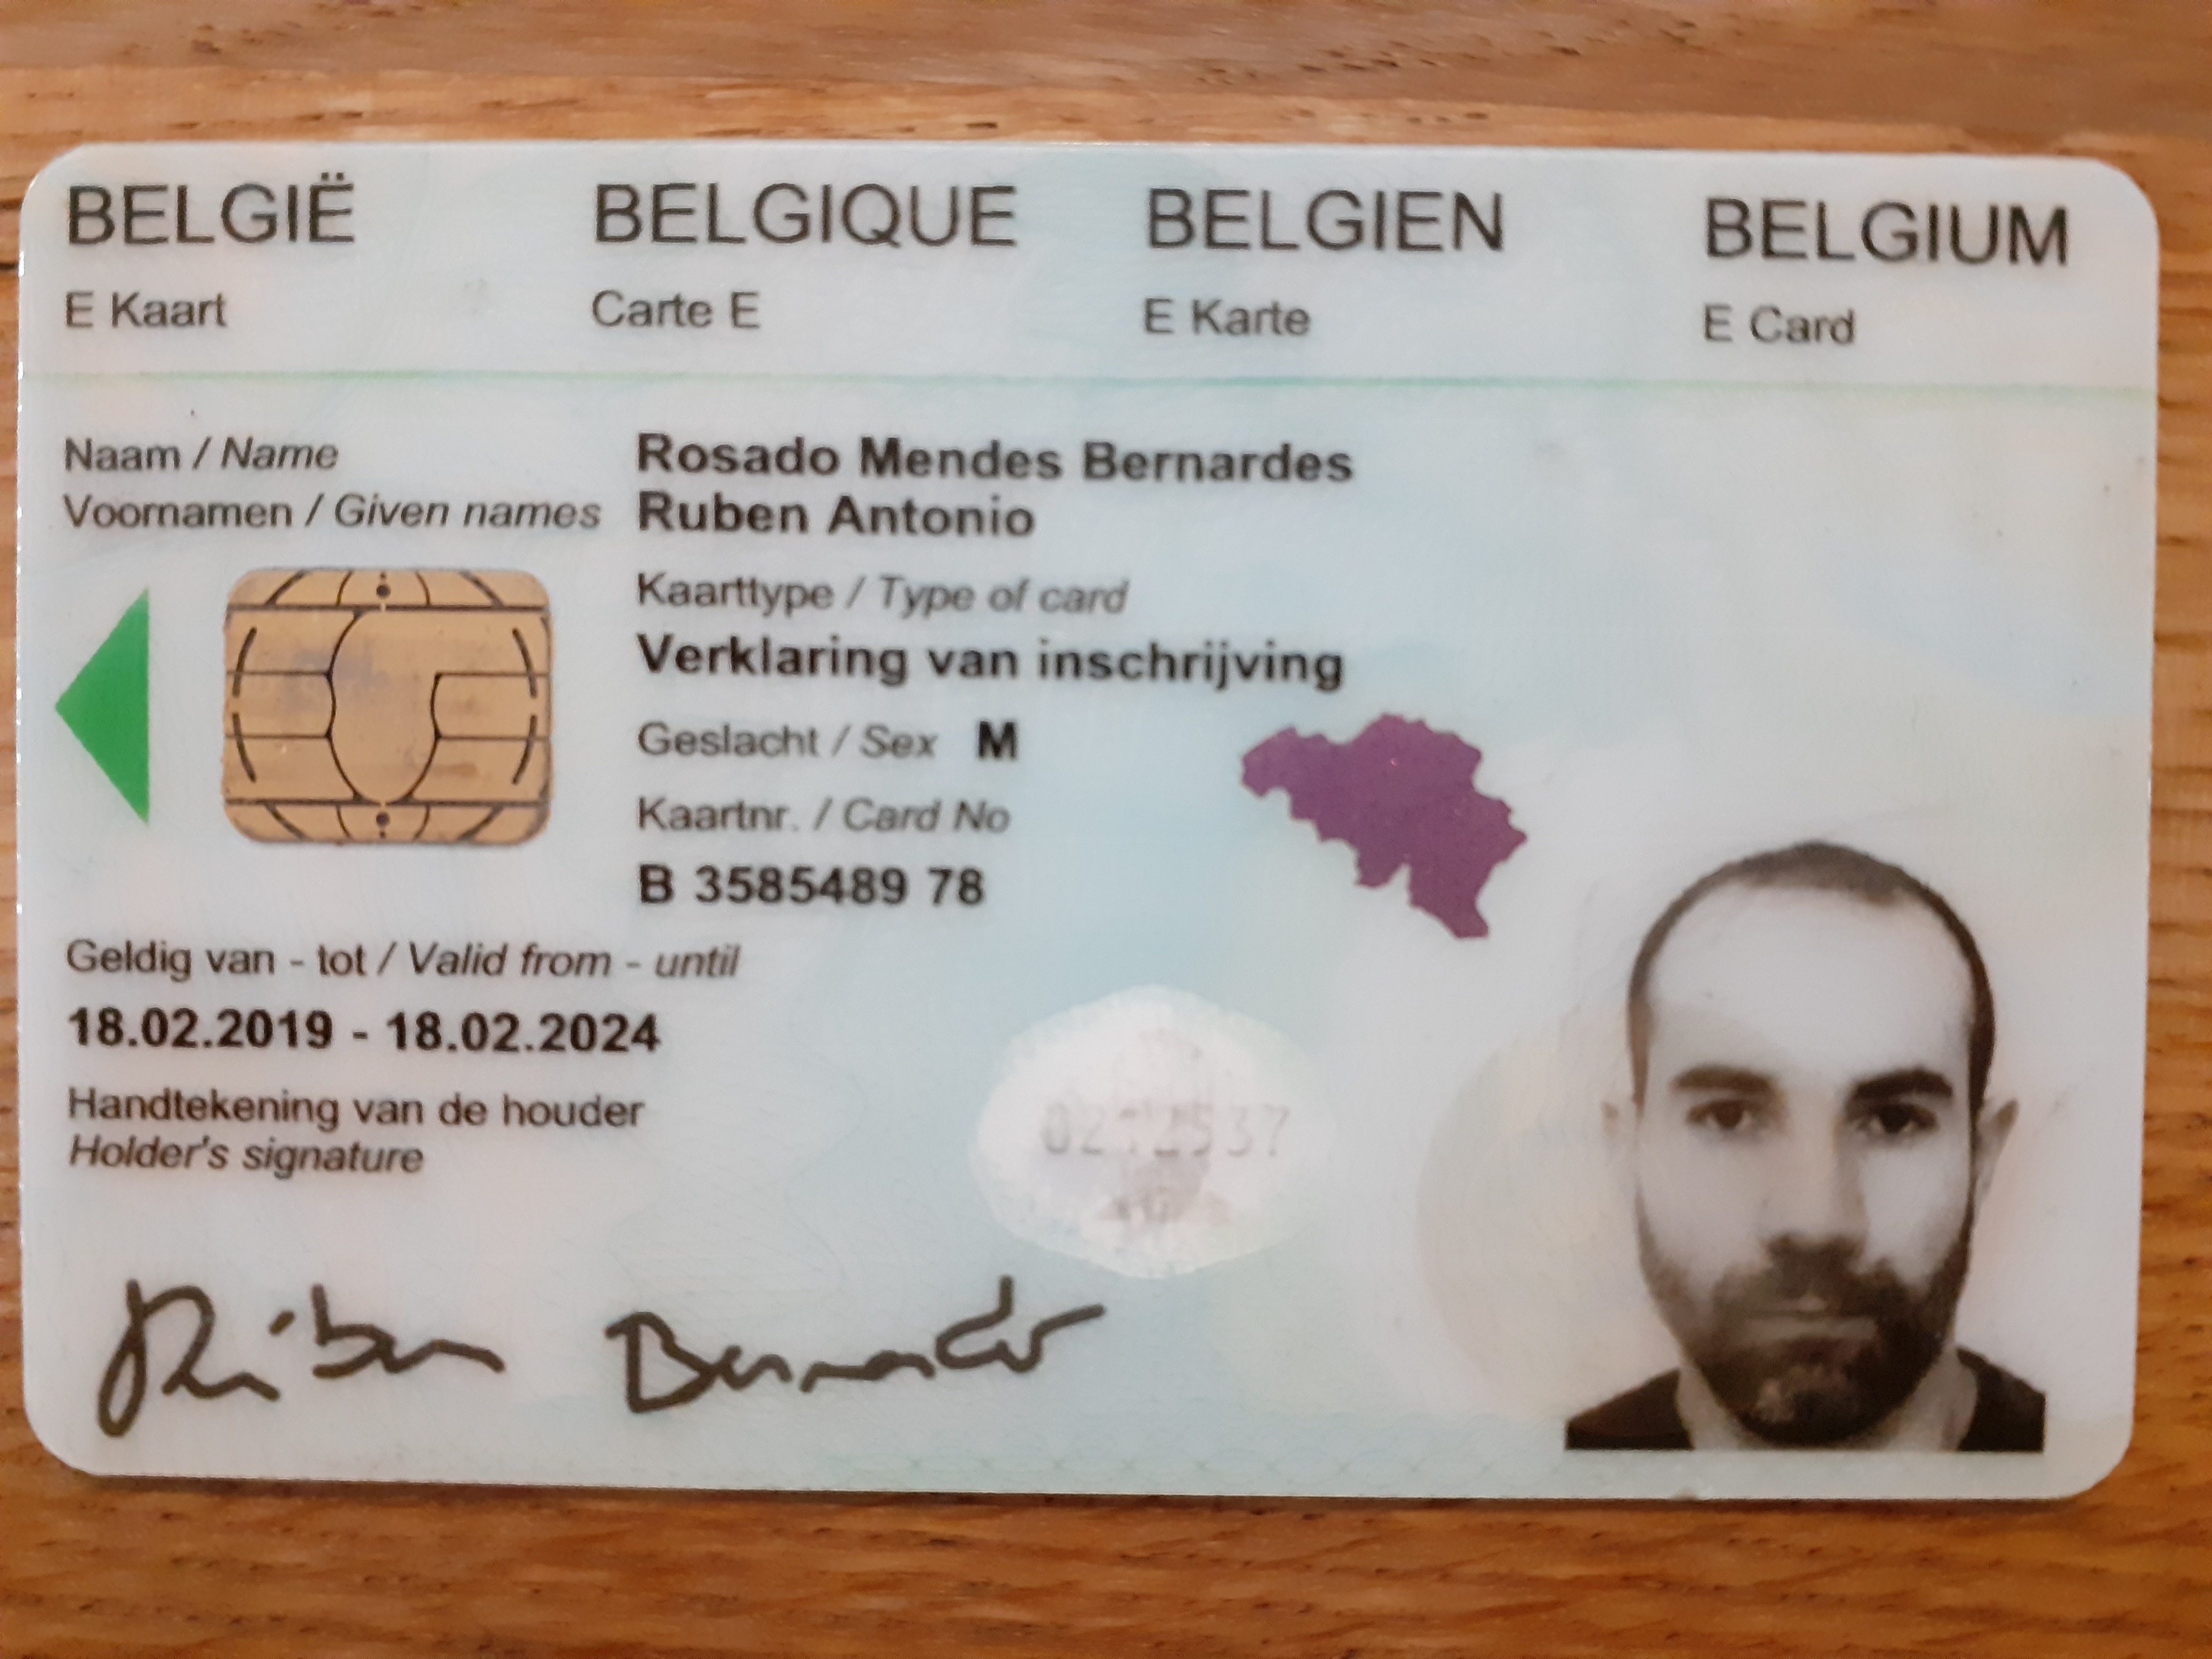 BELGIË BELGIQUE BELGIEN BELGIUM
E Kaart Carte E E Karte E Card
Naam / Name Rosado Mendes Bernardes
Voornamen / Given names Ruben Antonio
Kaarttype / Type of card
Verklaring van inschrijving
Geslacht / Sex M
Kaartnr. / Card No
B 3585489 78
Geldig van - tot / Valid from - until
18.02.2019 - 18.02.2024
Handtekening van de houder
Holder's signature
Ruben Bernardes